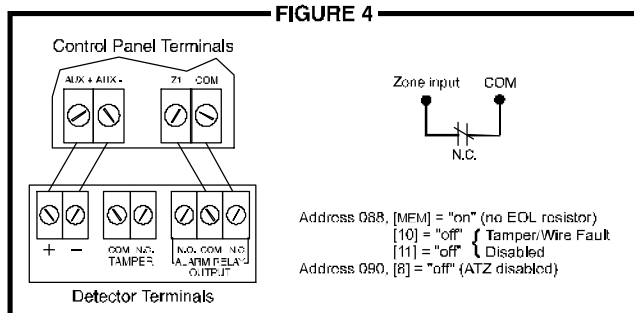 FIGURE 4
Control Panel Terminals
AUX + AUX - Z1 COM
Zone input COM
N.C.
+ - COM N.C. N.O. COM N.C.
TAMPER ALARM RELAY
OUTPUT
Detector Terminals
Address 088, [MEM] = "on" (no EOL resistor)
[10] = "off" { Tamper/Wire Fault
[11] = "off" Disabled
Address 090, [8] = "off" (ATZ disabled)